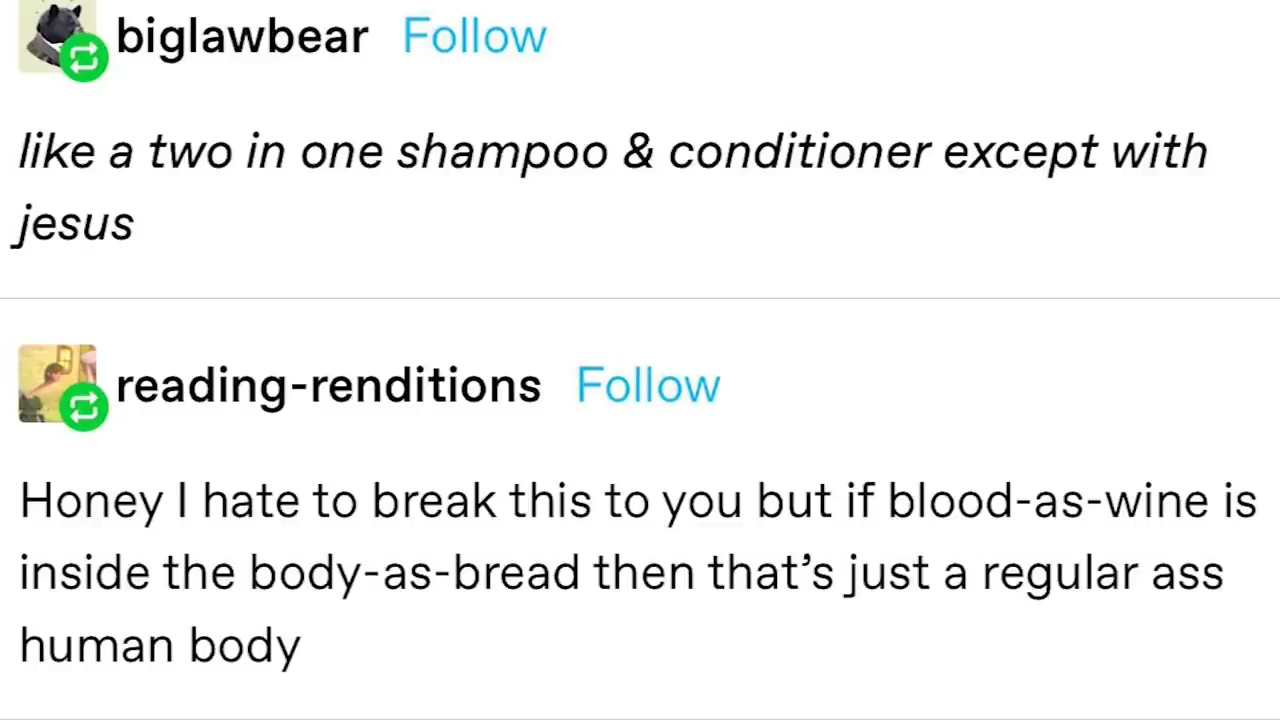 biglawbear Follow
like a two in one shampoo & conditioner except with
jesus
reading-renditions Follow
Honey I hate to break this to you but if blood-as-wine is
inside the body-as-bread then that’s just a regular ass
human body